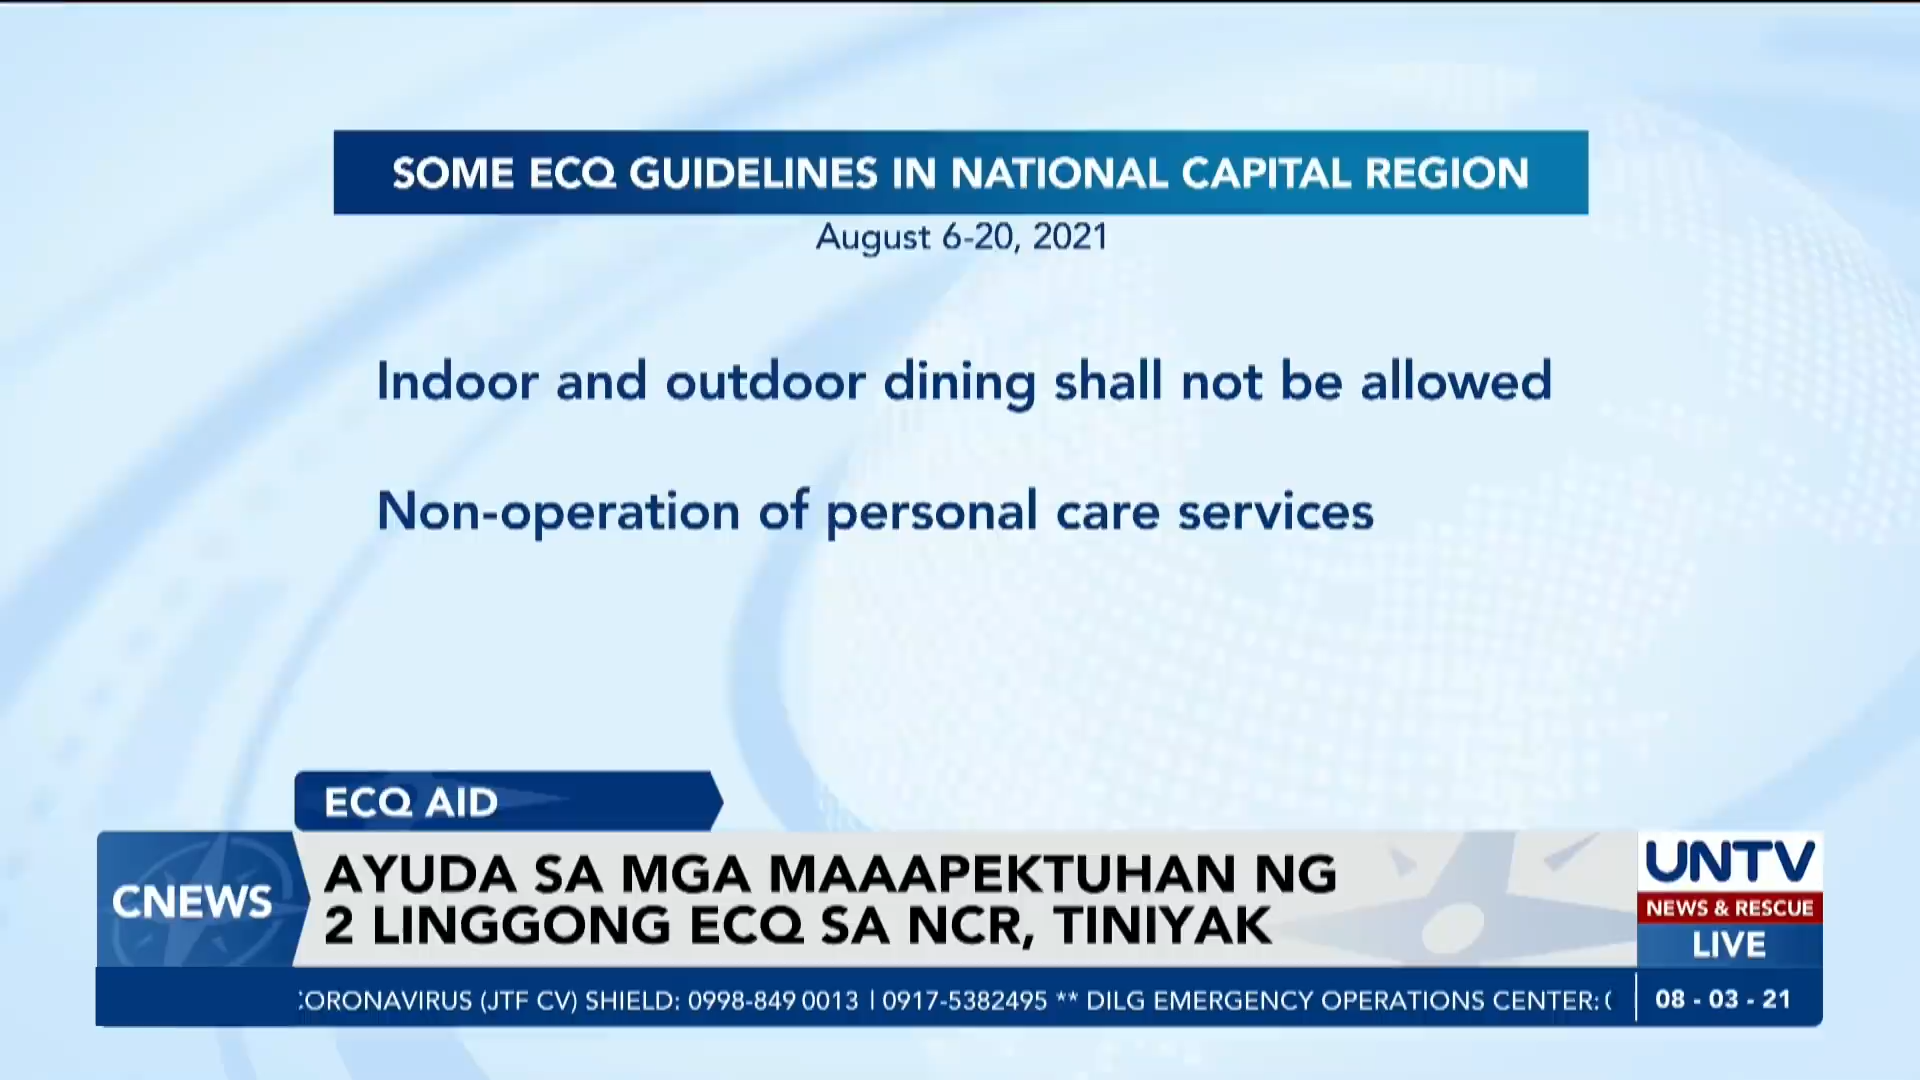 SOME ECQ GUIDELINES IN NATIONAL CAPITAL REGION
August 6-20, 2021
Indoor and outdoor dining shall not be allowed
Non-operation of personal care services
ECQ AID
CNEWS
AYUDA SA MGA MAAAPEKTUHAN NG
2 LINGGONG ECQ SA NCR, TINIYAK
UNTV
NEWS & RESCUE
LIVE
ORONAVIRUS (JTF CV) SHIELD: 0998-849 0013 | 0917-5382495 ** DILG EMERGENCY OPERATIONS CENTER: (
08 - 03 - 21